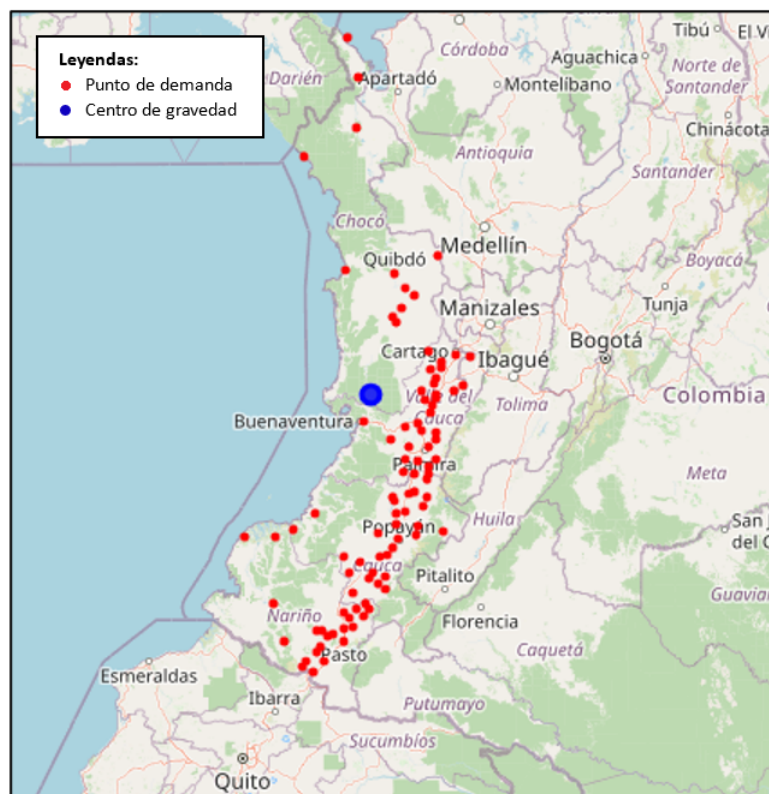 Leyendas:
Punto de demanda
Centro de gravedad
Tibú
El Vi
Córdoba
Aguachica
Norte de
Santander
Darién
Apartadó
Montelíbano
Chinácota
Antioquia
Santander
Chocó
Medellín
Quibdó
Boyacá
Tunja
Manizales
Bogotá
Cartago
Ibagué
Colombia
Valle del
Cauca
Tolima
Buenaventura
Palmira
Meta
Huila
San J
del C
Popayán
Cauca
Pitalito
Guaviar
Nariño
Florencia
Caquetá
Pasto
Esmeraldas
Ibarra
Putumayo
Sucumbíos
Quito